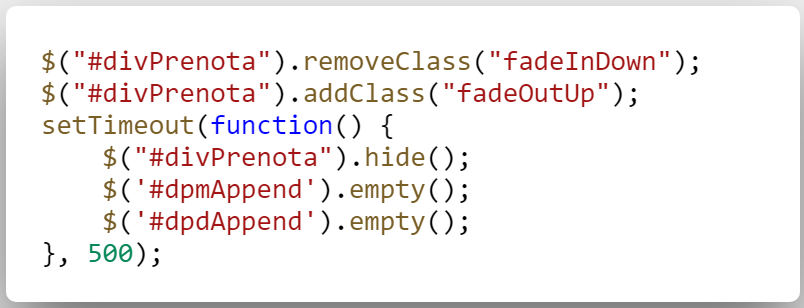 $("#divPrenota").removeClass("fadeInDown");
$("#divPrenota").addClass("fadeOutUp");
setTimeout(function() {
    $("#divPrenota").hide();
    $('#dpmAppend').empty();
    $('#dpdAppend').empty();
}, 500);